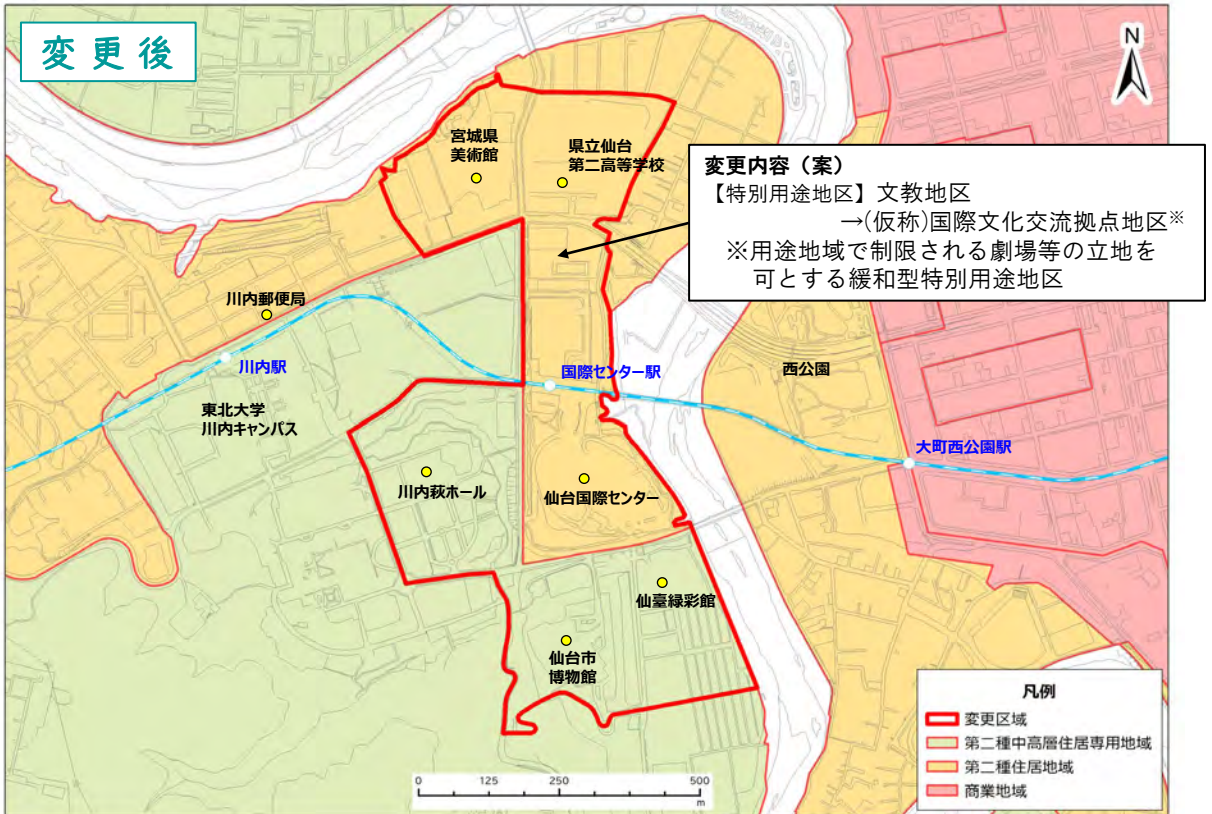 変更後
N
宮城県
美術館
県立仙台
第二高等学校
変更内容（案）
【特別用途地区】文教地区
→(仮称)国際文化交流拠点地区※
※用途地域で制限される劇場等の立地を
可とする緩和型特別用途地区
川内郵便局
川内駅
国際センター駅
西公園
東北大学
川内キャンパス
大町西公園駅
川内萩ホール
仙台国際センター
仙臺緑彩館
仙台市
博物館
凡例
変更区域
第二種中高層住居専用地域
第二種住居地域
商業地域
0 125 250 500
m